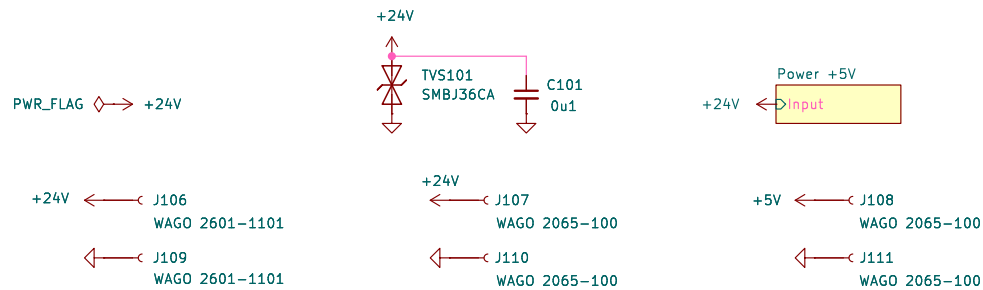 +24V
TVS101
SMBJ36CA
C101
0u1
PWR_FLAG
+24V
Power +5V
+24V
Input
+24V
J106
WAGO 2601-1101
+24V
J107
WAGO 2065-100
+5V
J108
WAGO 2065-100
J109
WAGO 2601-1101
J110
WAGO 2065-100
J111
WAGO 2065-100